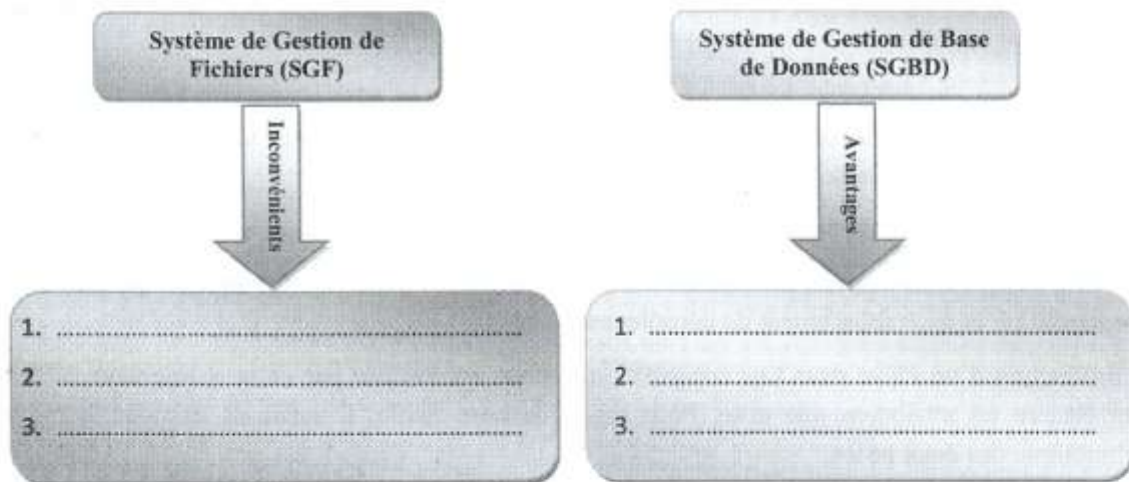 Système de Gestion de
Fichiers (SGF)
Inconvénients
1. ........................................................................
2. ........................................................................
3. ........................................................................
Système de Gestion de Base
de Données (SGBD)
Avantages
1. ........................................................................
2. ........................................................................
3. ........................................................................